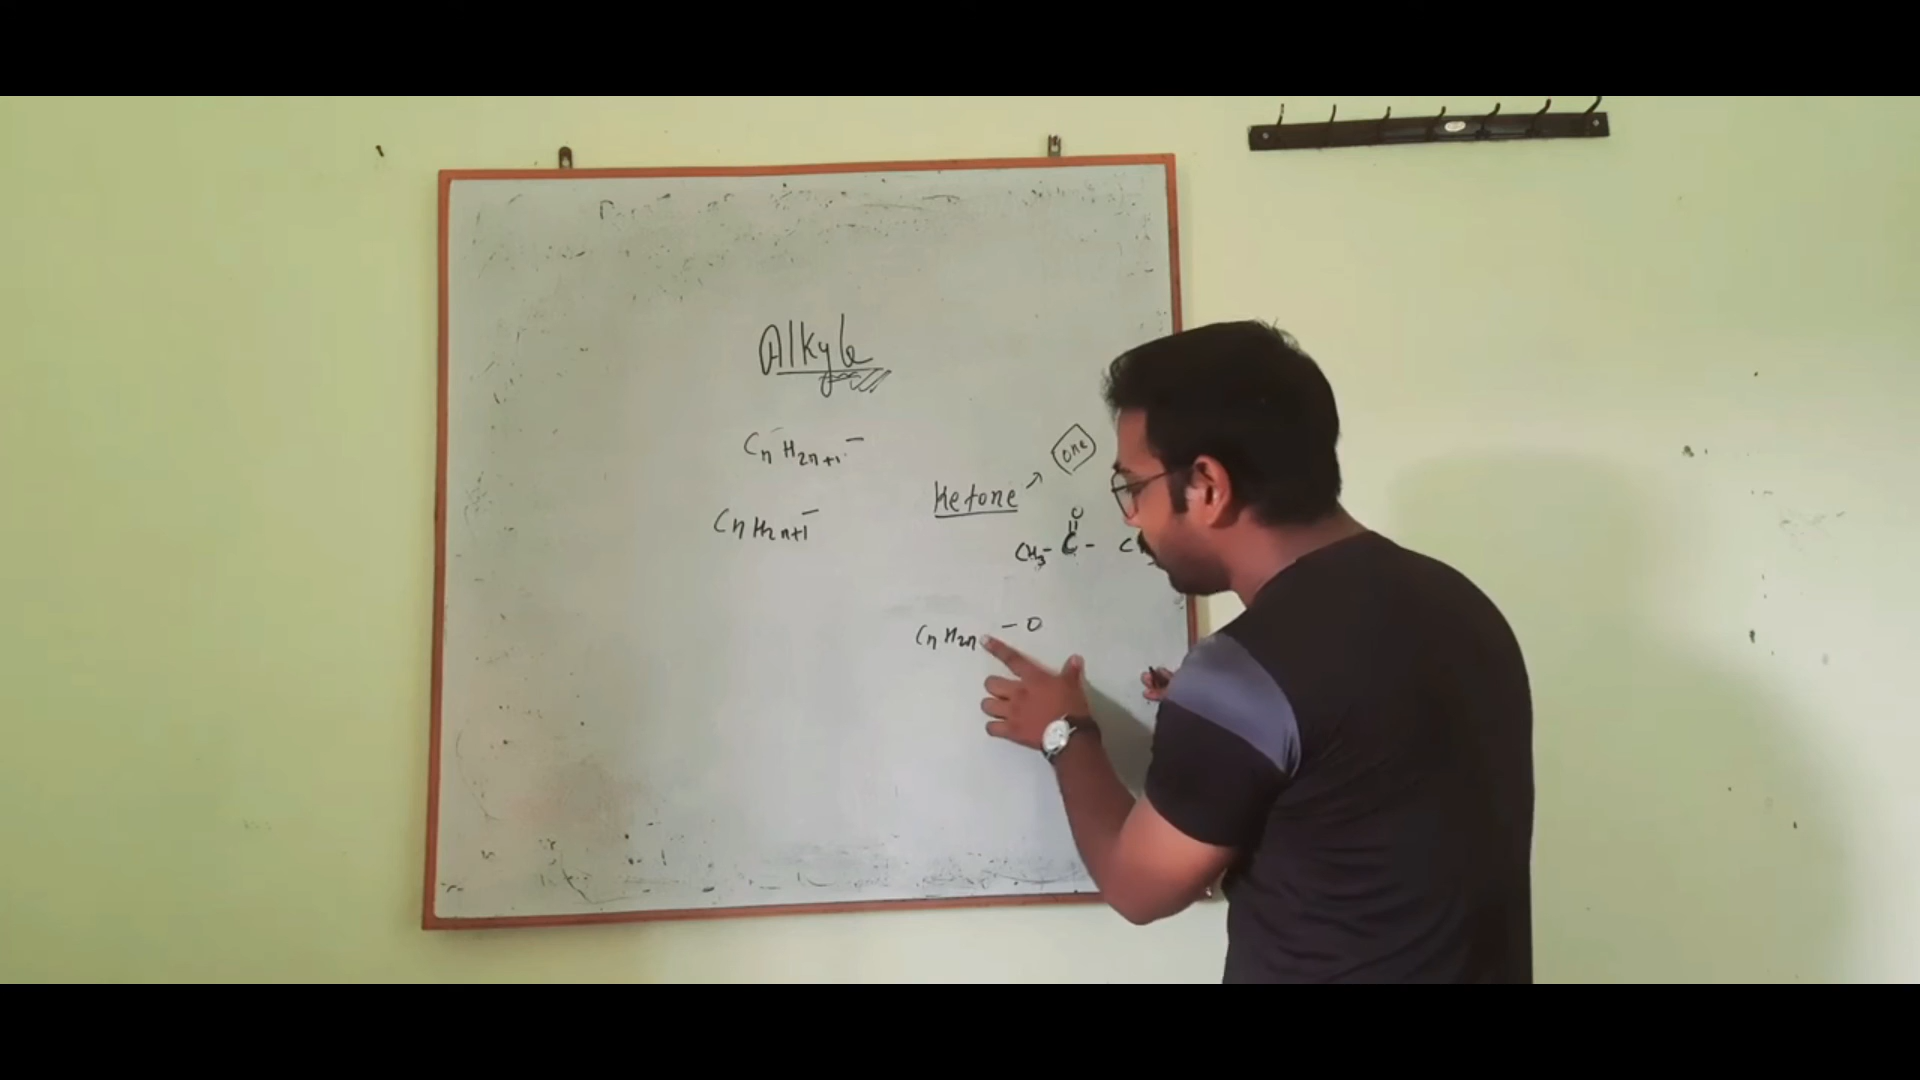 Alkyle
CnH2n+1–
CnH2n+1–
one
Ketone →
O
CH3–C–
CnH2n –O